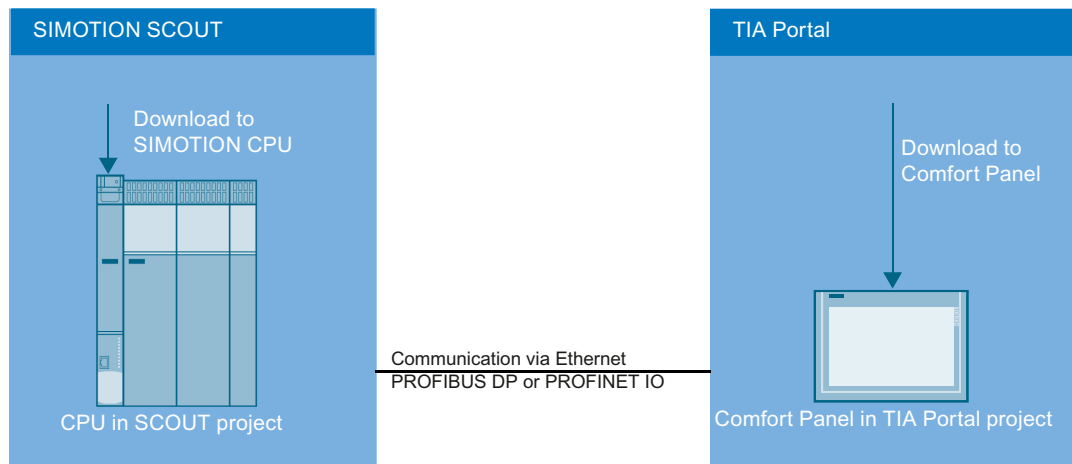 SIMOTION SCOUT
Download to
SIMOTION CPU
CPU in SCOUT project
Communication via Ethernet
PROFIBUS DP or PROFINET IO
TIA Portal
Download to
Comfort Panel
Comfort Panel in TIA Portal project